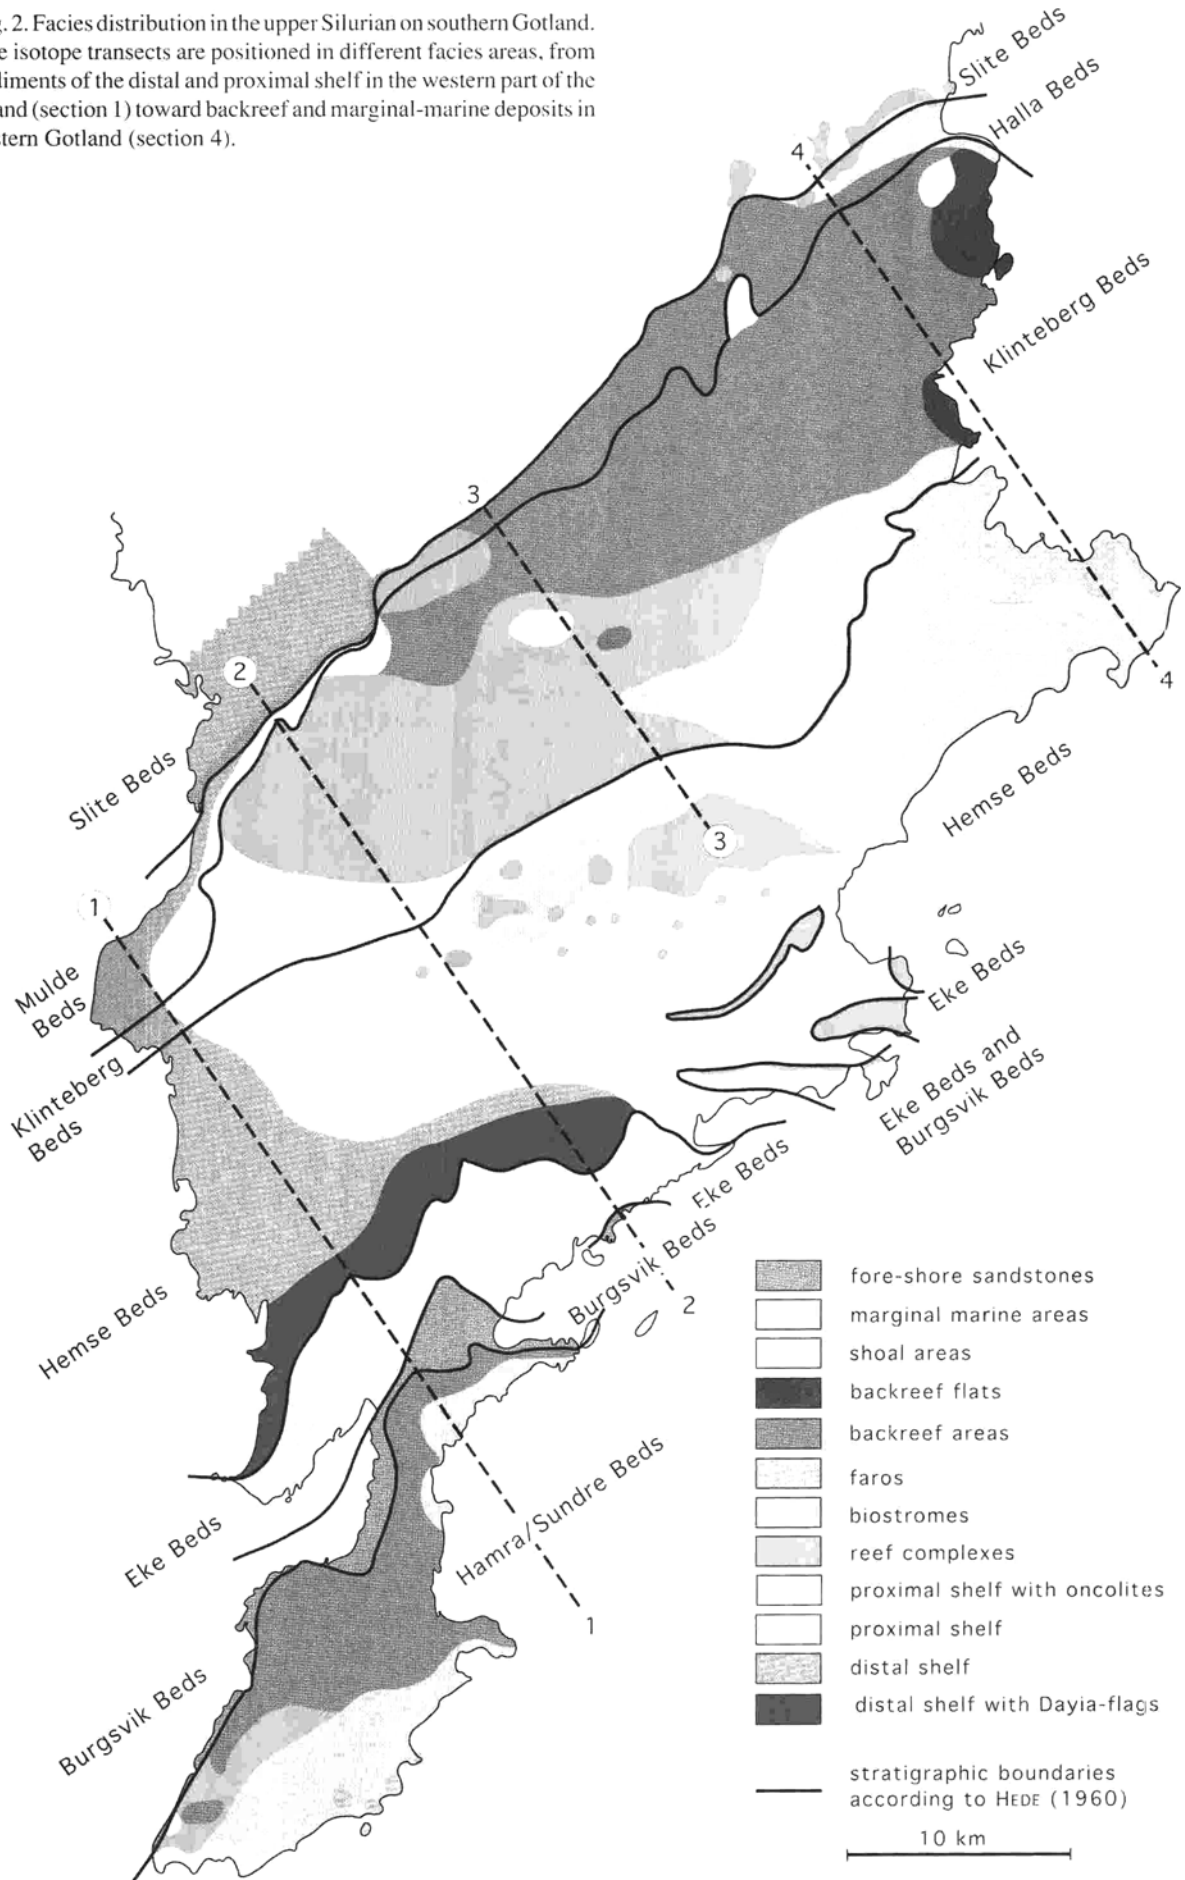 g. 2. Facies distribution in the upper Silurian on southern Gotland.
e isotope transects are positioned in different facies areas, from
diments of the distal and proximal shelf in the western part of the
and (section 1) toward backreef and marginal-marine deposits in
stern Gotland (section 4).
Slite Beds
Halla Beds
4
Klinteberg Beds
3
2
4
Slite Beds
Hemse Beds
3
1
Mulde
Beds
Eke Beds
Klinteberg
Beds
Eke Beds and
Burgsvik Beds
Eke Beds
Burgsvik Beds
2
Hemse Beds
Hamra/Sundre Beds
Eke Beds
1
Burgsvik Beds
fore-shore sandstones
marginal marine areas
shoal areas
backreef flats
backreef areas
faros
biostromes
reef complexes
proximal shelf with oncolites
proximal shelf
distal shelf
distal shelf with Dayia-flags
stratigraphic boundaries
according to HEDE (1960)
10 km